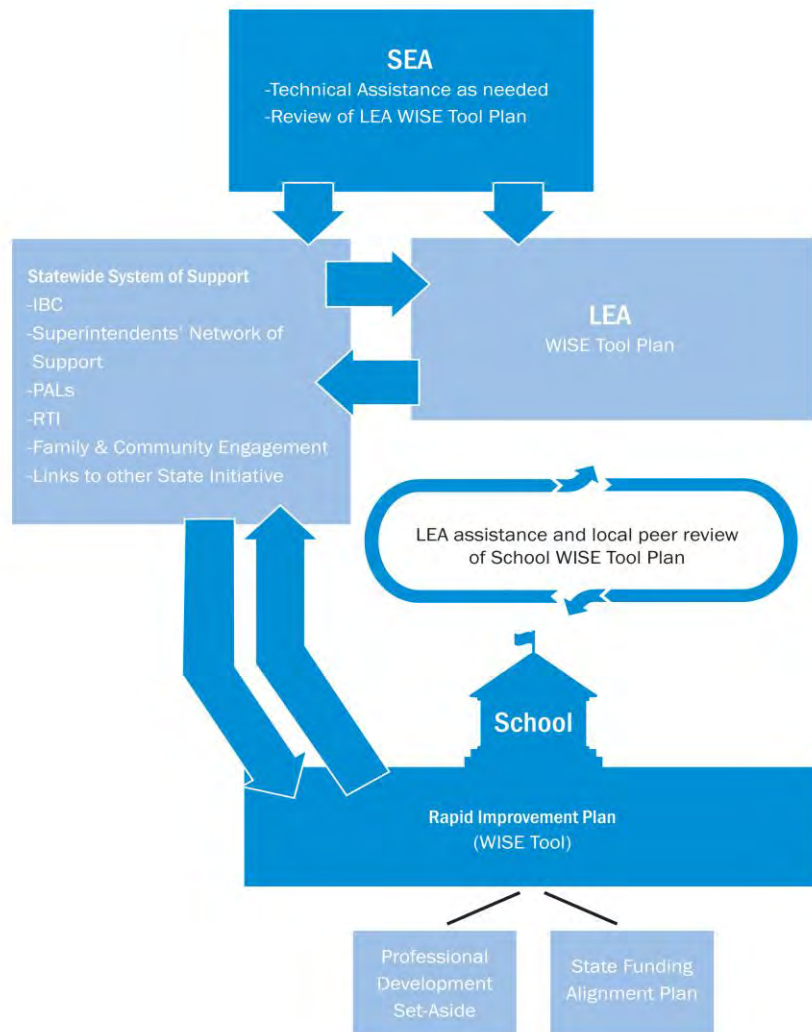 SEA
-Technical Assistance as needed
-Review of LEA WISE Tool Plan
Statewide System of Support
-IBC
-Superintendents' Network of
Support
-PALs
-RTI
-Family & Community Engagement
-Links to other State Initiative
LEA
WISE Tool Plan
LEA assistance and local peer review
of School WISE Tool Plan
School
Rapid Improvement Plan
(WISE Tool)
Professional
Development
Set-Aside
State Funding
Alignment Plan